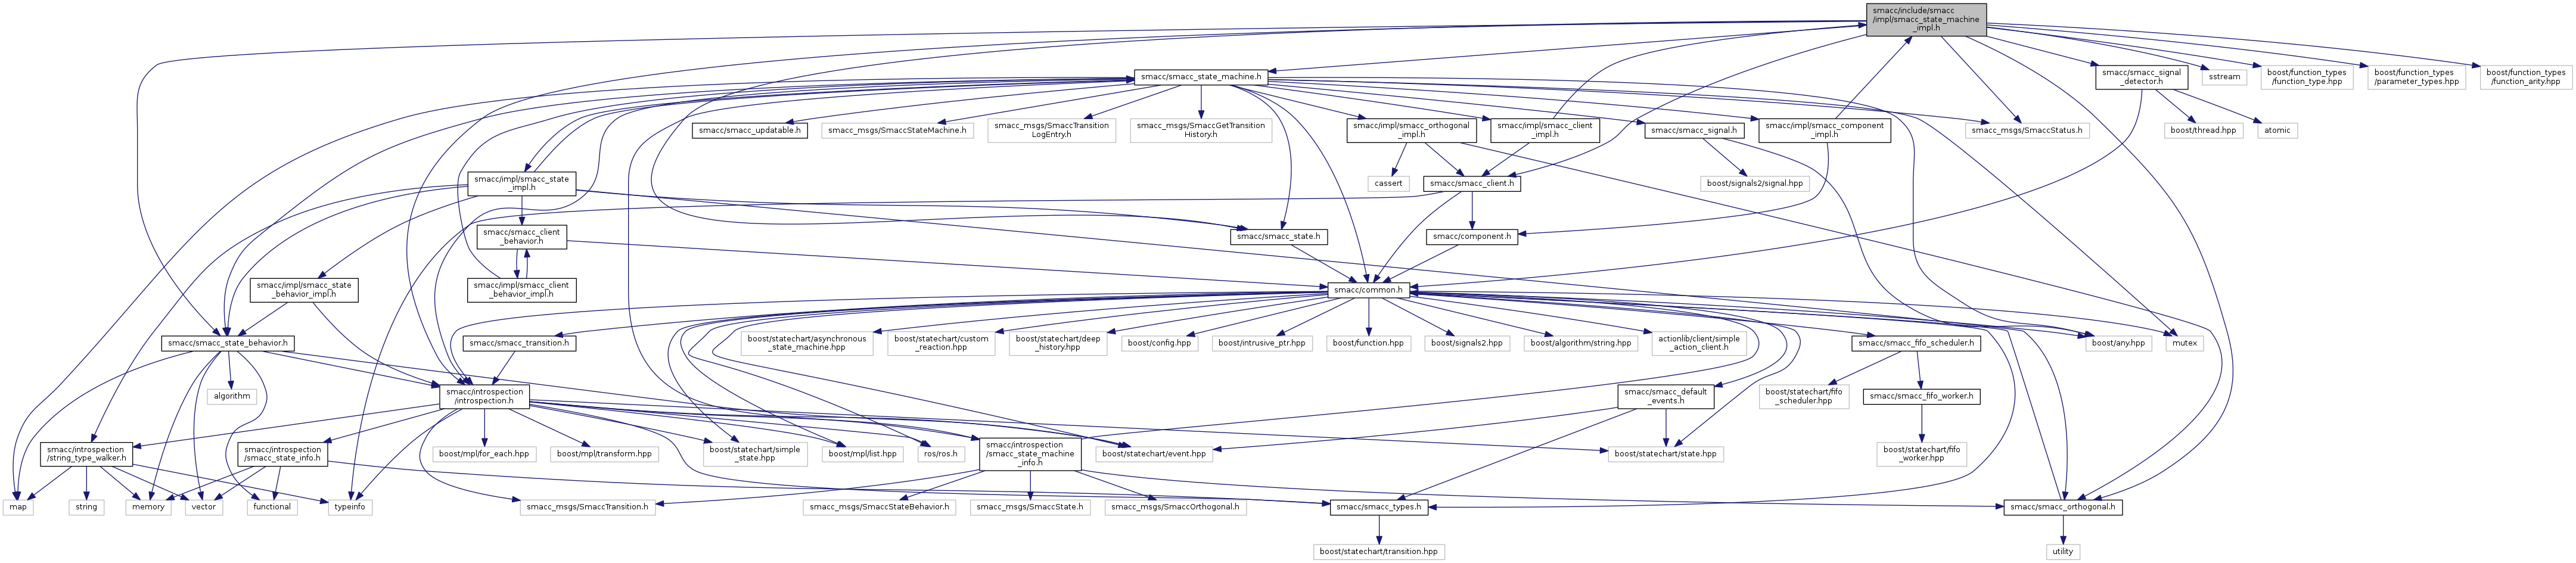 smacc/include/smacc
/impl/smacc_state_machine
_impl.h
smacc/smacc_state_machine.h
smacc/smacc_signal
_detector.h
sstream
boost/function_types
/function_type.hpp
boost/function_types
/parameter_types.hpp
boost/function_types
/function_arity.hpp
smacc/smacc_updatable.h
smacc_msgs/SmaccStateMachine.h
smacc_msgs/SmaccTransition
LogEntry.h
smacc_msgs/SmaccGetTransition
History.h
smacc/impl/smacc_orthogonal
_impl.h
smacc/impl/smacc_client
_impl.h
smacc/smacc_signal.h
smacc/impl/smacc_component
_impl.h
smacc_msgs/SmaccStatus.h
boost/thread.hpp
atomic
smacc/impl/smacc_state
_impl.h
cassert
smacc/smacc_client.h
boost/signals2/signal.hpp
smacc/smacc_client
_behavior.h
smacc/smacc_state.h
smacc/component.h
smacc/impl/smacc_state
_behavior_impl.h
smacc/impl/smacc_client
_behavior_impl.h
smacc/common.h
smacc/smacc_state_behavior.h
smacc/smacc_transition.h
boost/statechart/asynchronous
_state_machine.hpp
boost/statechart/custom
_reaction.hpp
boost/statechart/deep
_history.hpp
boost/config.hpp
boost/intrusive_ptr.hpp
boost/function.hpp
boost/signals2.hpp
boost/algorithm/string.hpp
actionlib/client/simple
_action_client.h
smacc/smacc_fifo_scheduler.h
boost/any.hpp
mutex
algorithm
smacc/introspection
/introspection.h
smacc/smacc_default
_events.h
boost/statechart/fifo
_scheduler.hpp
smacc/smacc_fifo_worker.h
smacc/introspection
/string_type_walker.h
smacc/introspection
/smacc_state_info.h
boost/mpl/for_each.hpp
boost/mpl/transform.hpp
boost/statechart/simple
_state.hpp
boost/mpl/list.hpp
ros/ros.h
smacc/introspection
/smacc_state_machine
_info.h
boost/statechart/event.hpp
boost/statechart/state.hpp
boost/statechart/fifo
_worker.hpp
map
string
memory
vector
functional
typeinfo
smacc_msgs/SmaccTransition.h
smacc_msgs/SmaccStateBehavior.h
smacc_msgs/SmaccState.h
smacc_msgs/SmaccOrthogonal.h
smacc/smacc_types.h
smacc/smacc_orthogonal.h
boost/statechart/transition.hpp
utility